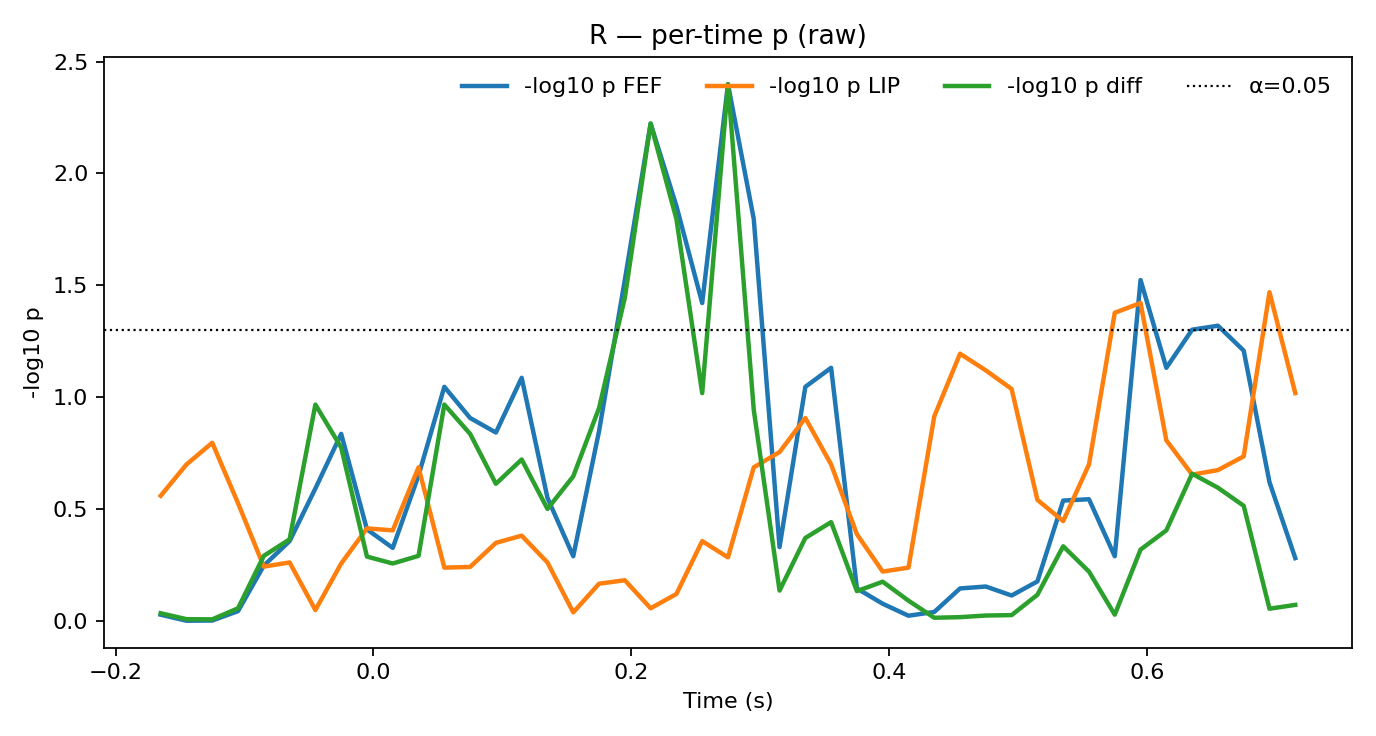 R — per-time p (raw)
-log10 p FEF
-log10 p LIP
-log10 p diff
α=0.05
2.5
2.0
1.5
1.0
0.5
0.0
-log10 p
−0.2
0.0
0.2
0.4
0.6
Time (s)